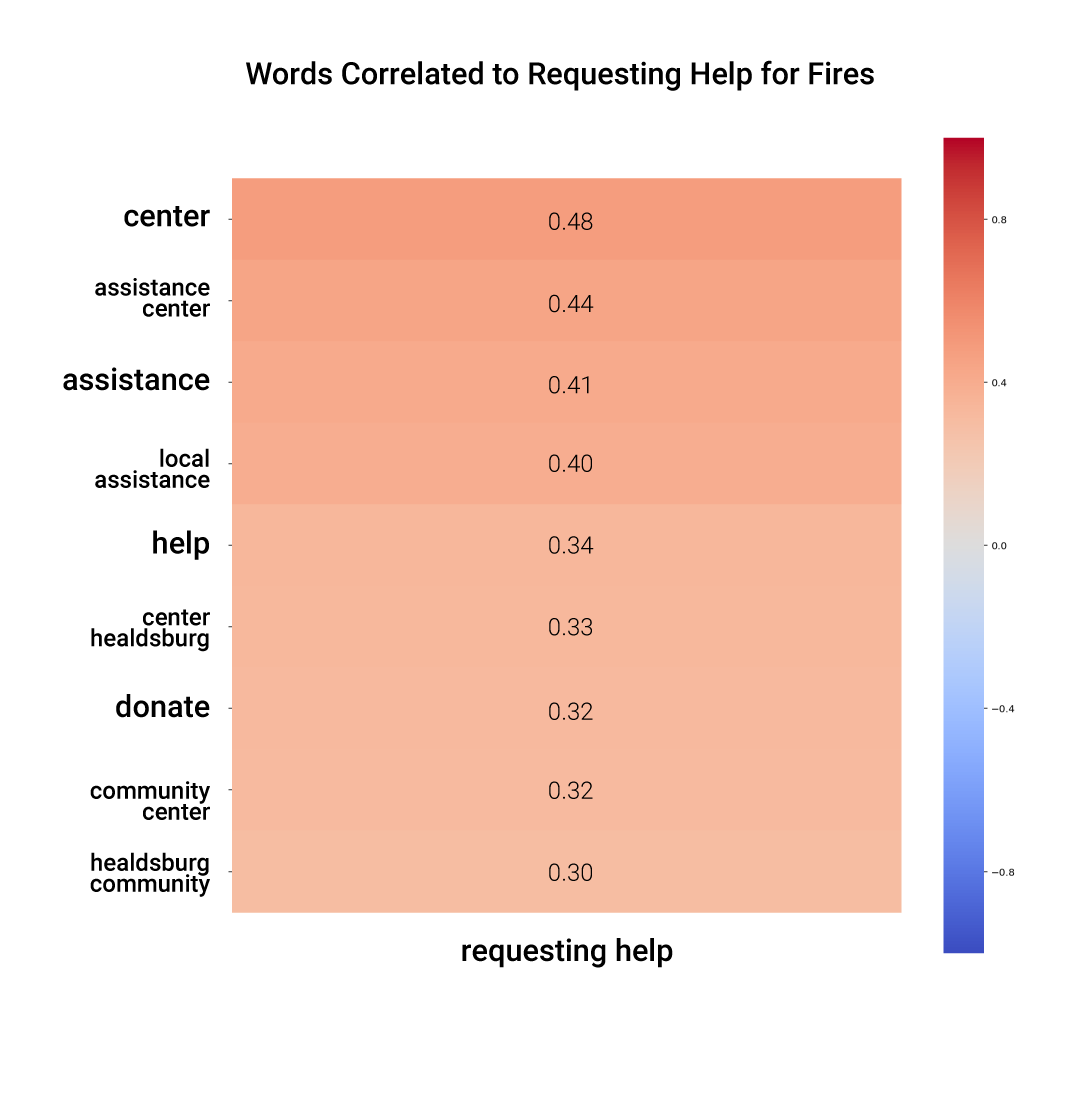 Words Correlated to Requesting Help for Fires
center
0.48
assistance
center
0.44
assistance
0.41
local
assistance
0.40
help
0.34
center
healdsburg
0.33
donate
0.32
community
center
0.32
healdsburg
community
0.30
requesting help
0.8
0.4
0.0
−0.4
−0.8